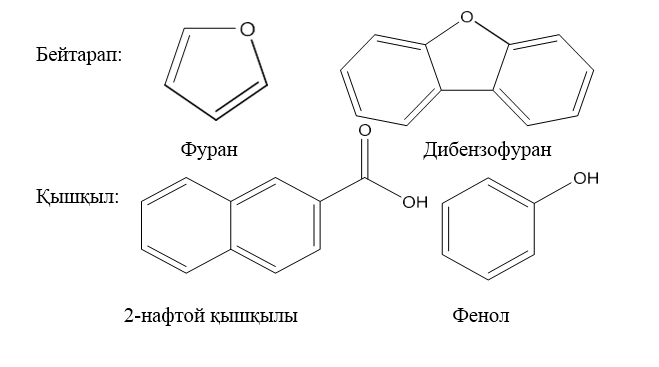 Бейтарап:
O
O
Фуран
Дибензофуран
Қышқыл:
O
OH
OH
2-нафтой қышқылы
Фенол